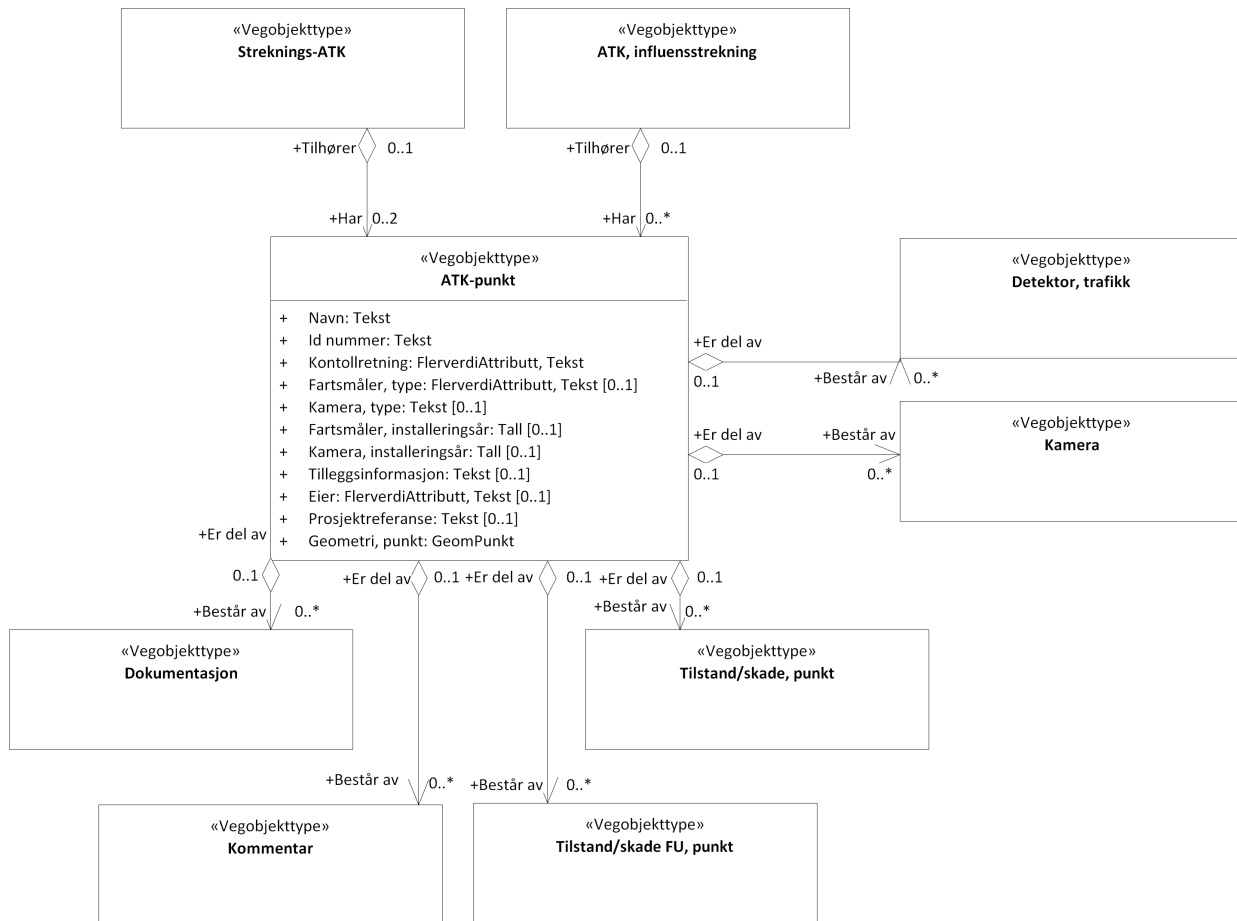 «Vegobjekttype»
Streknings-ATK
«Vegobjekttype»
ATK, influensstrekning
+Tilhører 0..1
+Tilhører 0..1
+Har 0..2
+Har 0..*
«Vegobjekttype»
ATK-punkt
+ Navn: Tekst
+ Id nummer: Tekst
+ Kontollretning: FlerverdiAttributt, Tekst
+ Fartsmåler, type: FlerverdiAttributt, Tekst [0..1]
+ Kamera, type: Tekst [0..1]
+ Fartsmåler, installeringsår: Tall [0..1]
+ Kamera, installeringsår: Tall [0..1]
+ Tilleggsinformasjon: Tekst [0..1]
+ Eier: FlerverdiAttributt, Tekst [0..1]
+ Prosjektreferanse: Tekst [0..1]
+ Geometri, punkt: GeomPunkt
«Vegobjekttype»
Detektor, trafikk
+Er del av
0..1
+Består av 0..*
«Vegobjekttype»
Kamera
+Er del av
0..1
+Består av
0..*
+Er del av
0..1
+Består av 0..*
+Er del av 0..1
+Er del av 0..1
+Er del av 0..1
+Består av 0..*
«Vegobjekttype»
Dokumentasjon
«Vegobjekttype»
Tilstand/skade, punkt
+Består av 0..*
+Består av 0..*
«Vegobjekttype»
Kommentar
«Vegobjekttype»
Tilstand/skade FU, punkt